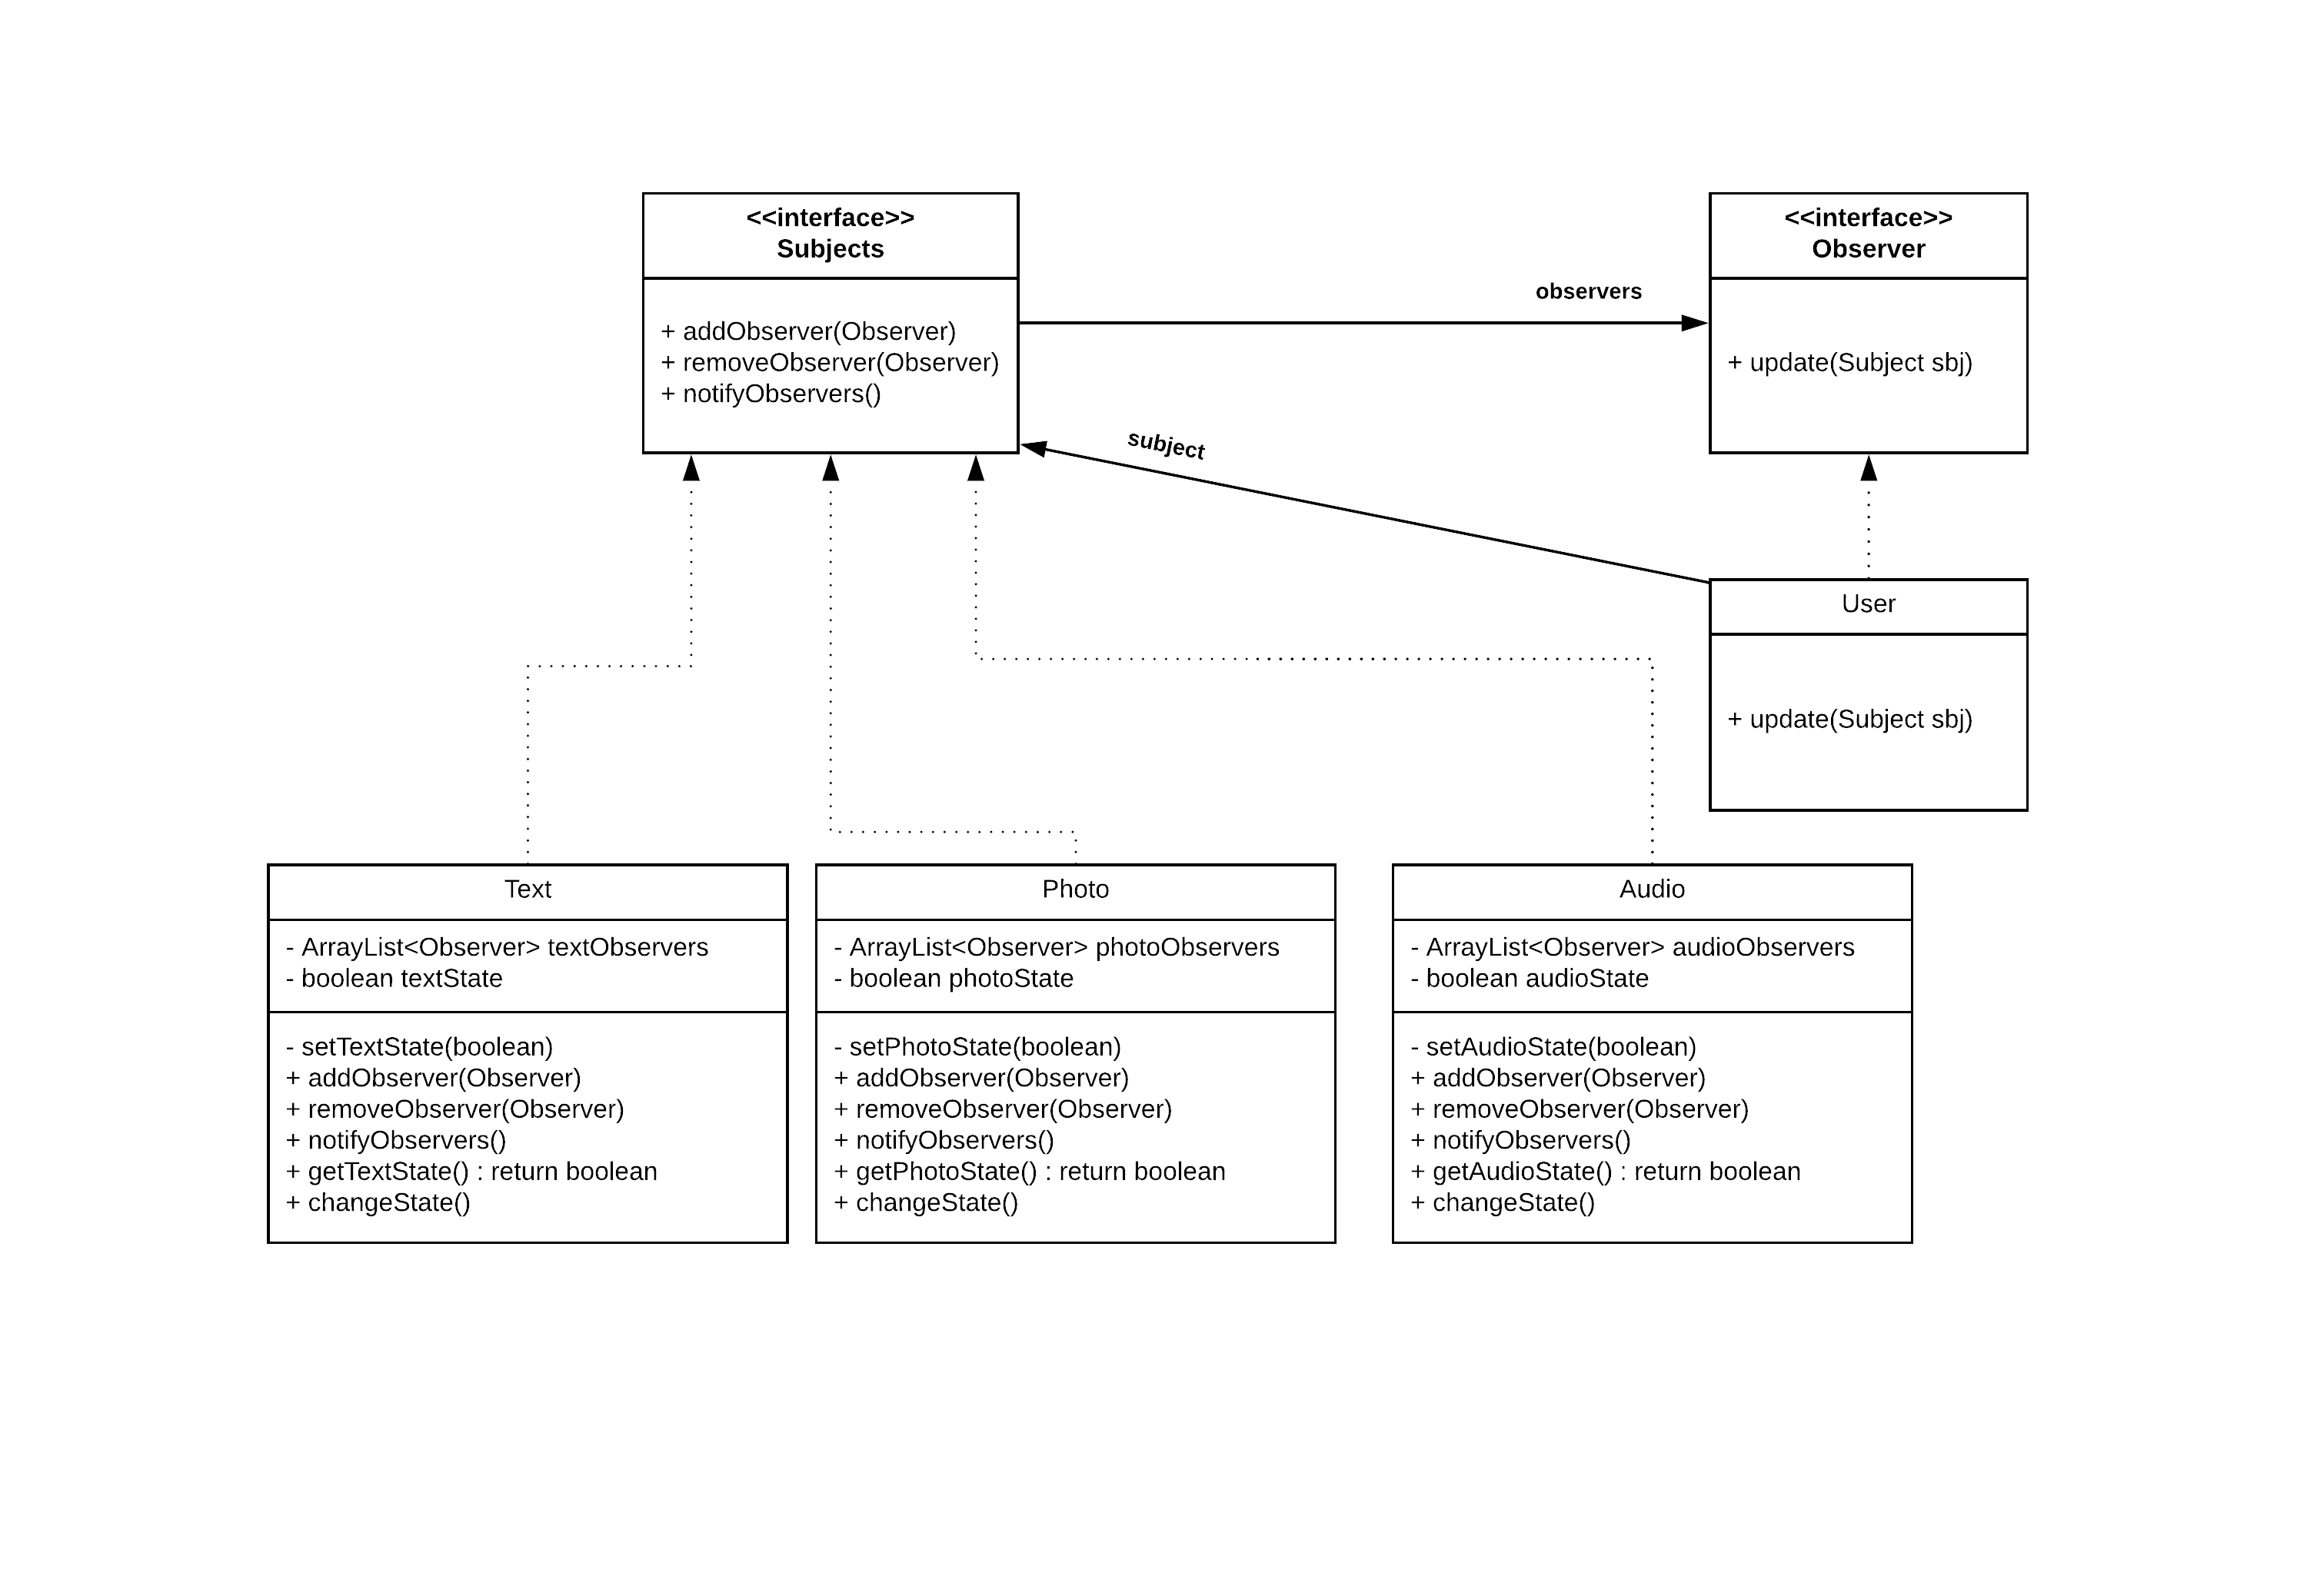 <<interface>>
Subjects
+ addObserver(Observer)
+ removeObserver(Observer)
+ notifyObservers()
observers
<<interface>>
Observer
+ update(Subject sbj)
subject
User
+ update(Subject sbj)
Text
- ArrayList<Observer> textObservers
- boolean textState
- setTextState(boolean)
+ addObserver(Observer)
+ removeObserver(Observer)
+ notifyObservers()
+ getTextState() : return boolean
+ changeState()
Photo
- ArrayList<Observer> photoObservers
- boolean photoState
- setPhotoState(boolean)
+ addObserver(Observer)
+ removeObserver(Observer)
+ notifyObservers()
+ getPhotoState() : return boolean
+ changeState()
Audio
- ArrayList<Observer> audioObservers
- boolean audioState
- setAudioState(boolean)
+ addObserver(Observer)
+ removeObserver(Observer)
+ notifyObservers()
+ getAudioState() : return boolean
+ changeState()